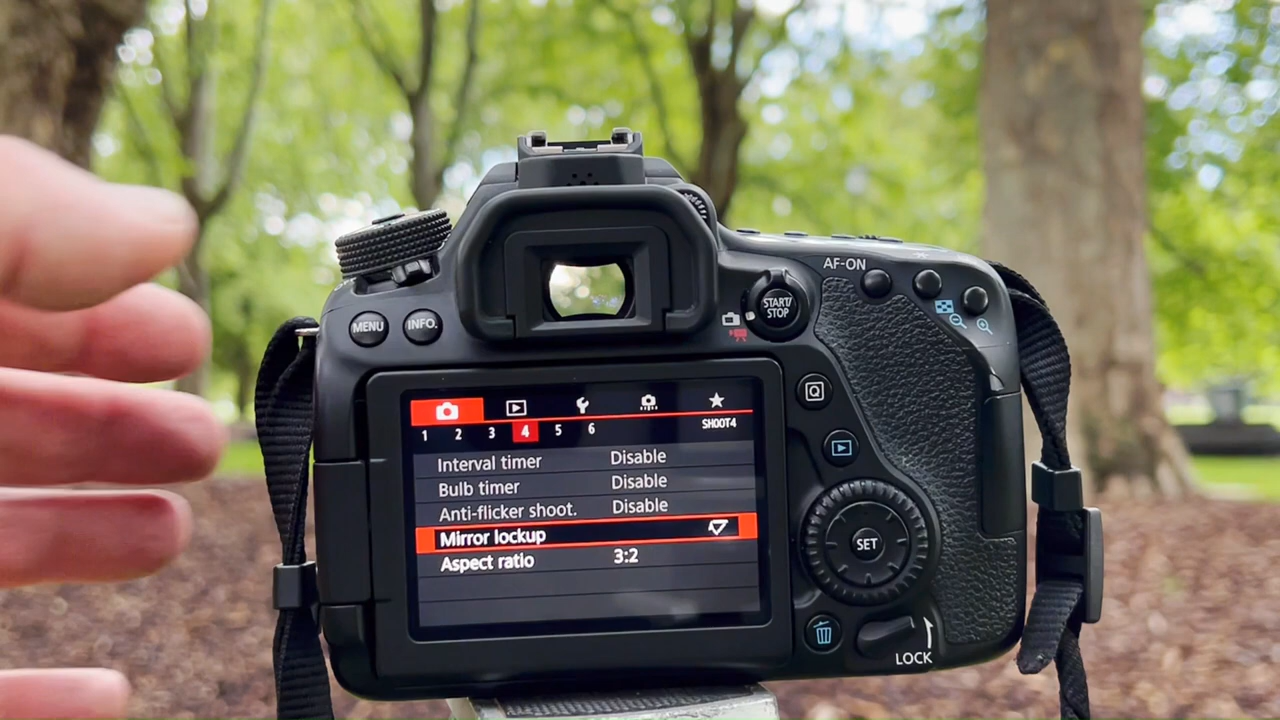 AF-ON
MENU
INFO.
START/
STOP
Q
1 2 3 4 5 6
SHOOT4
Interval timer Disable
Bulb timer Disable
Anti-flicker shoot. Disable
Mirror lockup
Aspect ratio 3:2
SET
LOCK